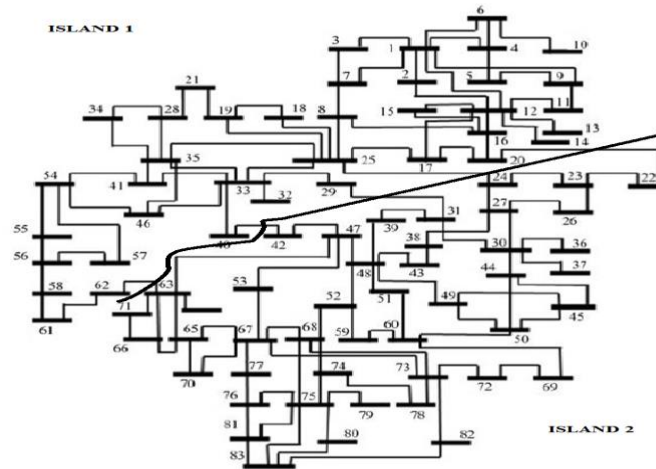 ISLAND 1
6
3 1 4 10
7 2 5 9
21
34 28 19 18 8 15 12 11
13
16 14
35 25 17 20
54 41 33 32 29 24 23 22
46 27 26
55 40 42 47 39 31 38 30 36
56 57 48 43 44 37
58 62 63 53 52 51 49 45
61 71 59 60 50
66 65 67 68
70 77 74 73 72 69
76 75 79 78
81 80 82
83
ISLAND 2